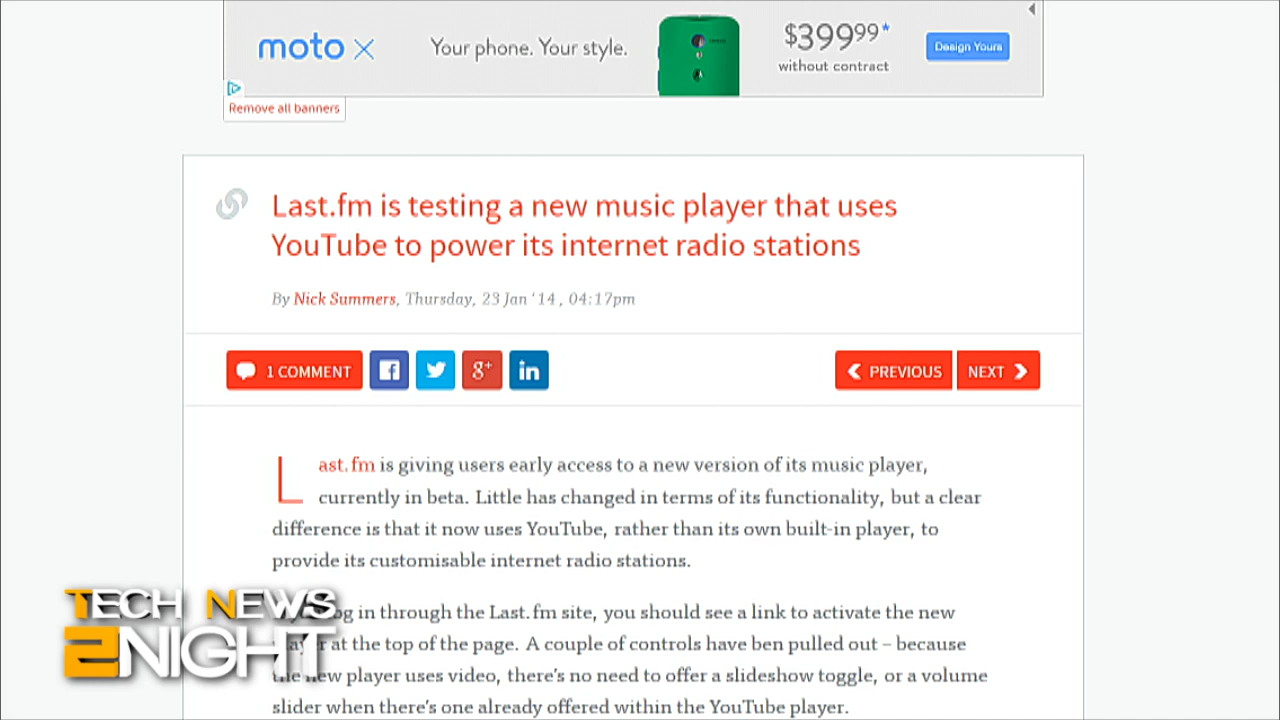 moto X
Your phone. Your style.
$399⁹⁹*
without contract
Design Yours
Remove all banners
Last.fm is testing a new music player that uses
YouTube to power its internet radio stations
By Nick Summers, Thursday, 23 Jan '14, 04:17pm
1 COMMENT
g+
in
PREVIOUS
NEXT
Last.fm is giving users early access to a new version of its music player,
currently in beta. Little has changed in terms of its functionality, but a clear
difference is that it now uses YouTube, rather than its own built-in player, to
provide its customisable internet radio stations.
in through the Last.fm site, you should see a link to activate the new
at the top of the page. A couple of controls have ben pulled out – because
the new player uses video, there's no need to offer a slideshow toggle, or a volume
slider when there's one already offered within the YouTube player.
TECH NEWS
2NIGHT